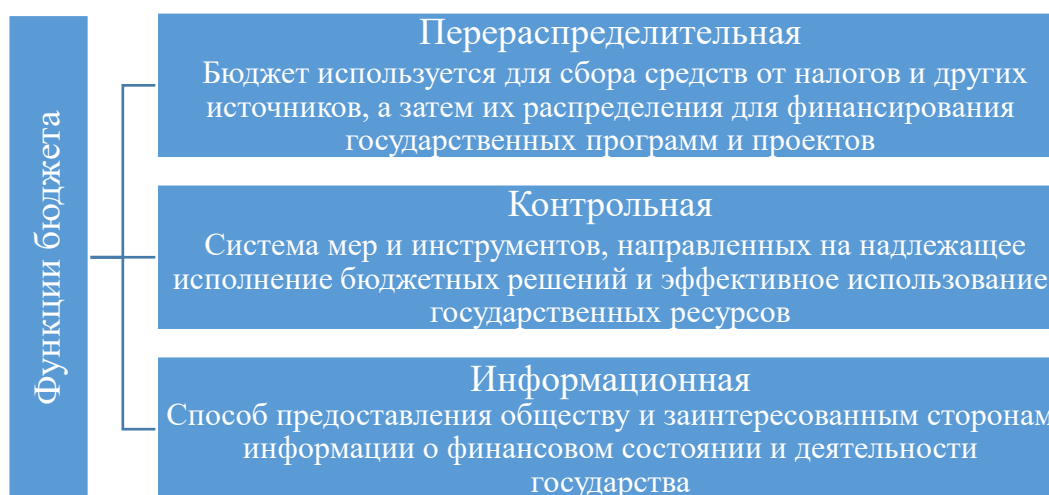 Функции бюджета
Перераспределительная
Бюджет используется для сбора средств от налогов и других
источников, а затем их распределения для финансирования
государственных программ и проектов
Контрольная
Система мер и инструментов, направленных на надлежащее
исполнение бюджетных решений и эффективное использование
государственных ресурсов
Информационная
Способ предоставления обществу и заинтересованным сторонам
информации о финансовом состоянии и деятельности
государства